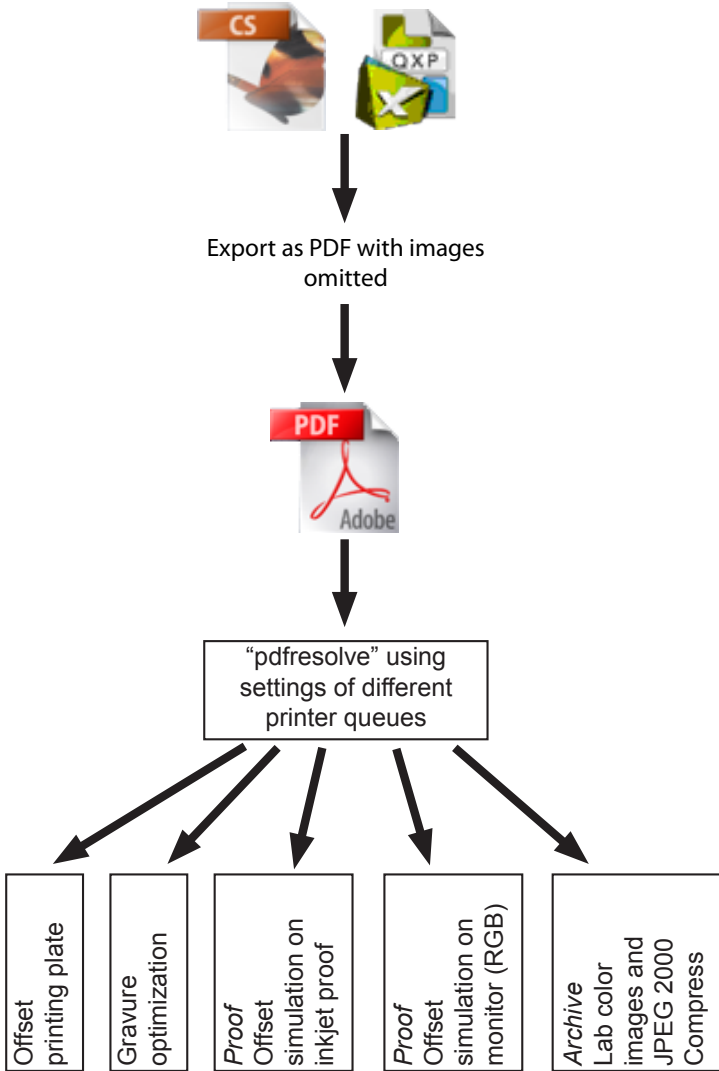 CS
QXP
Export as PDF with images
omitted
PDF
Adobe
“pdfresolve” using
settings of different
printer queues
Offset
printing plate
Gravure
optimization
Proof
Offset
simulation on
inkjet proof
Proof
Offset
simulation on
monitor (RGB)
Archive
Lab color
images and
JPEG 2000
Compress